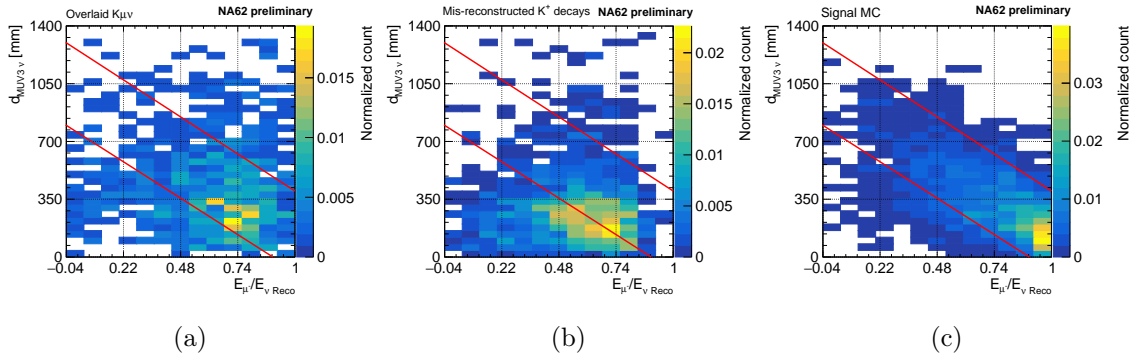 Overlaid Kμν NA62 preliminary
1400
1050
700
350
0
d_MUV3 ν [mm]
−0.04 0.22 0.48 0.74 1
E_μ-/E_ν Reco
0.015
0.01
0.005
0
Normalized count
(a)
Mis-reconstructed K⁺ decays NA62 preliminary
1400
1050
700
350
0
d_MUV3 ν [mm]
−0.04 0.22 0.48 0.74 1
E_μ-/E_ν Reco
0.02
0.015
0.01
0.005
0
Normalized count
(b)
Signal MC NA62 preliminary
1400
1050
700
350
0
d_MUV3 ν [mm]
−0.04 0.22 0.48 0.74 1
E_μ-/E_ν Reco
0.03
0.02
0.01
0
Normalized count
(c)